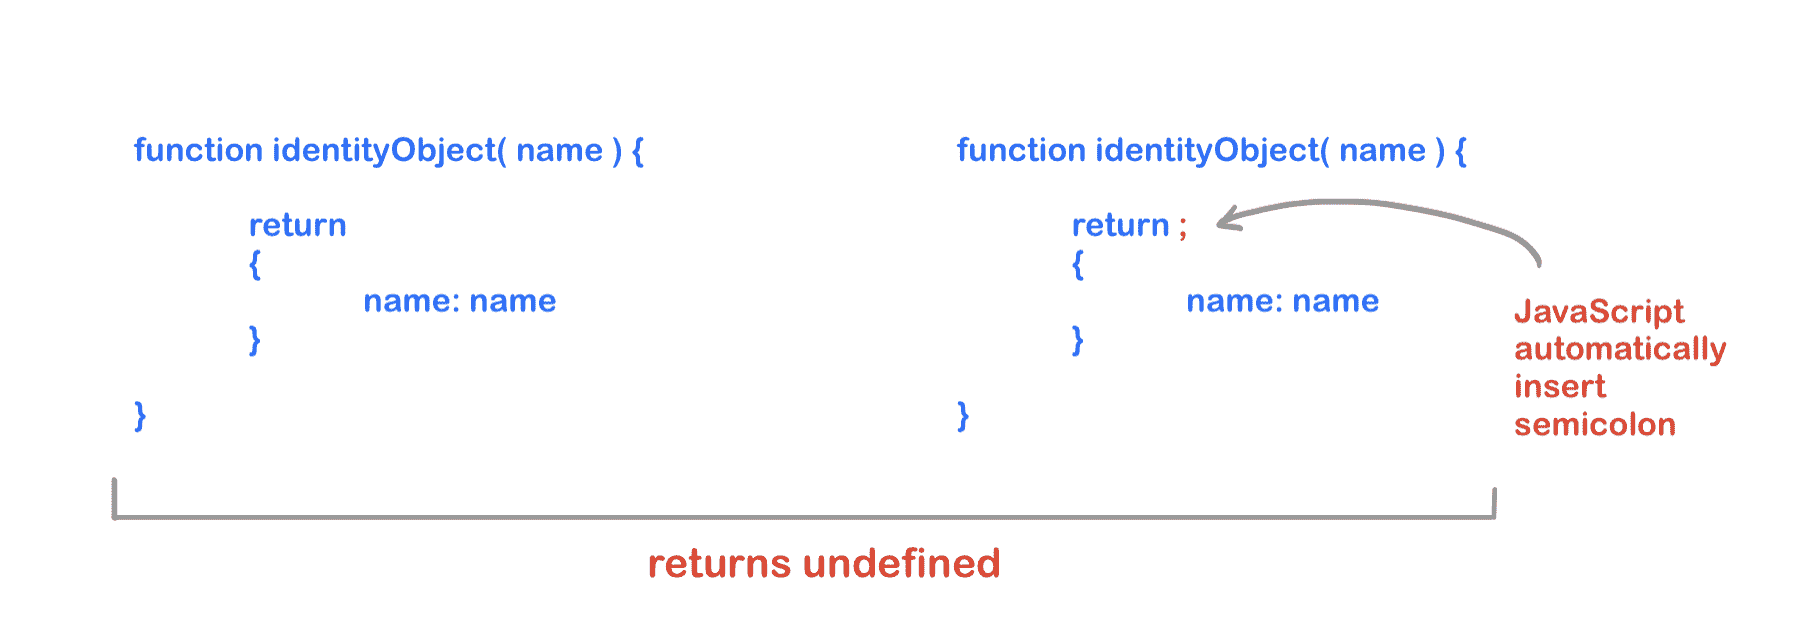 function identityObject( name ) {
return
{
name: name
}
}
function identityObject( name ) {
return ;
{
name: name
}
}
JavaScript
automatically
insert
semicolon
returns undefined